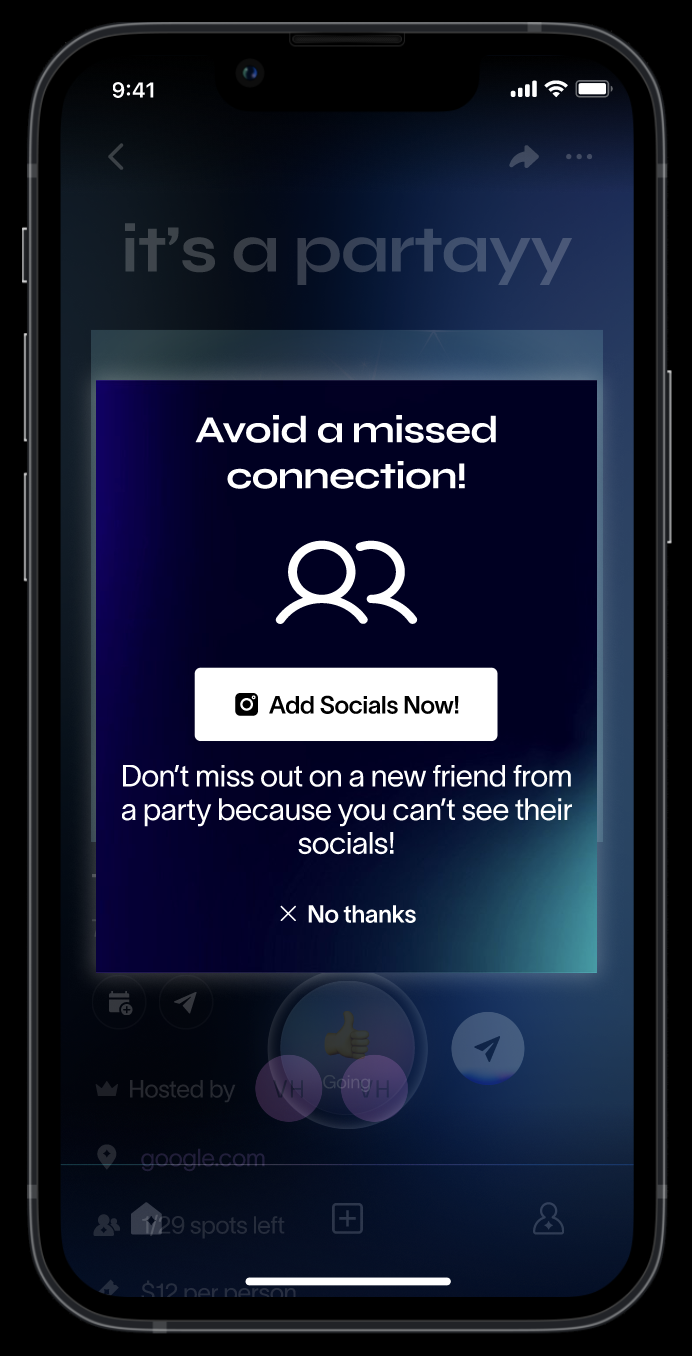 9:41
it's a partayy
Avoid a missed
connection!
Add Socials Now!
Don't miss out on a new friend from
a party because you can't see their
socials!
No thanks
Going
Hosted by
VH
VH
google.com
1/29 spots left
$12 per person